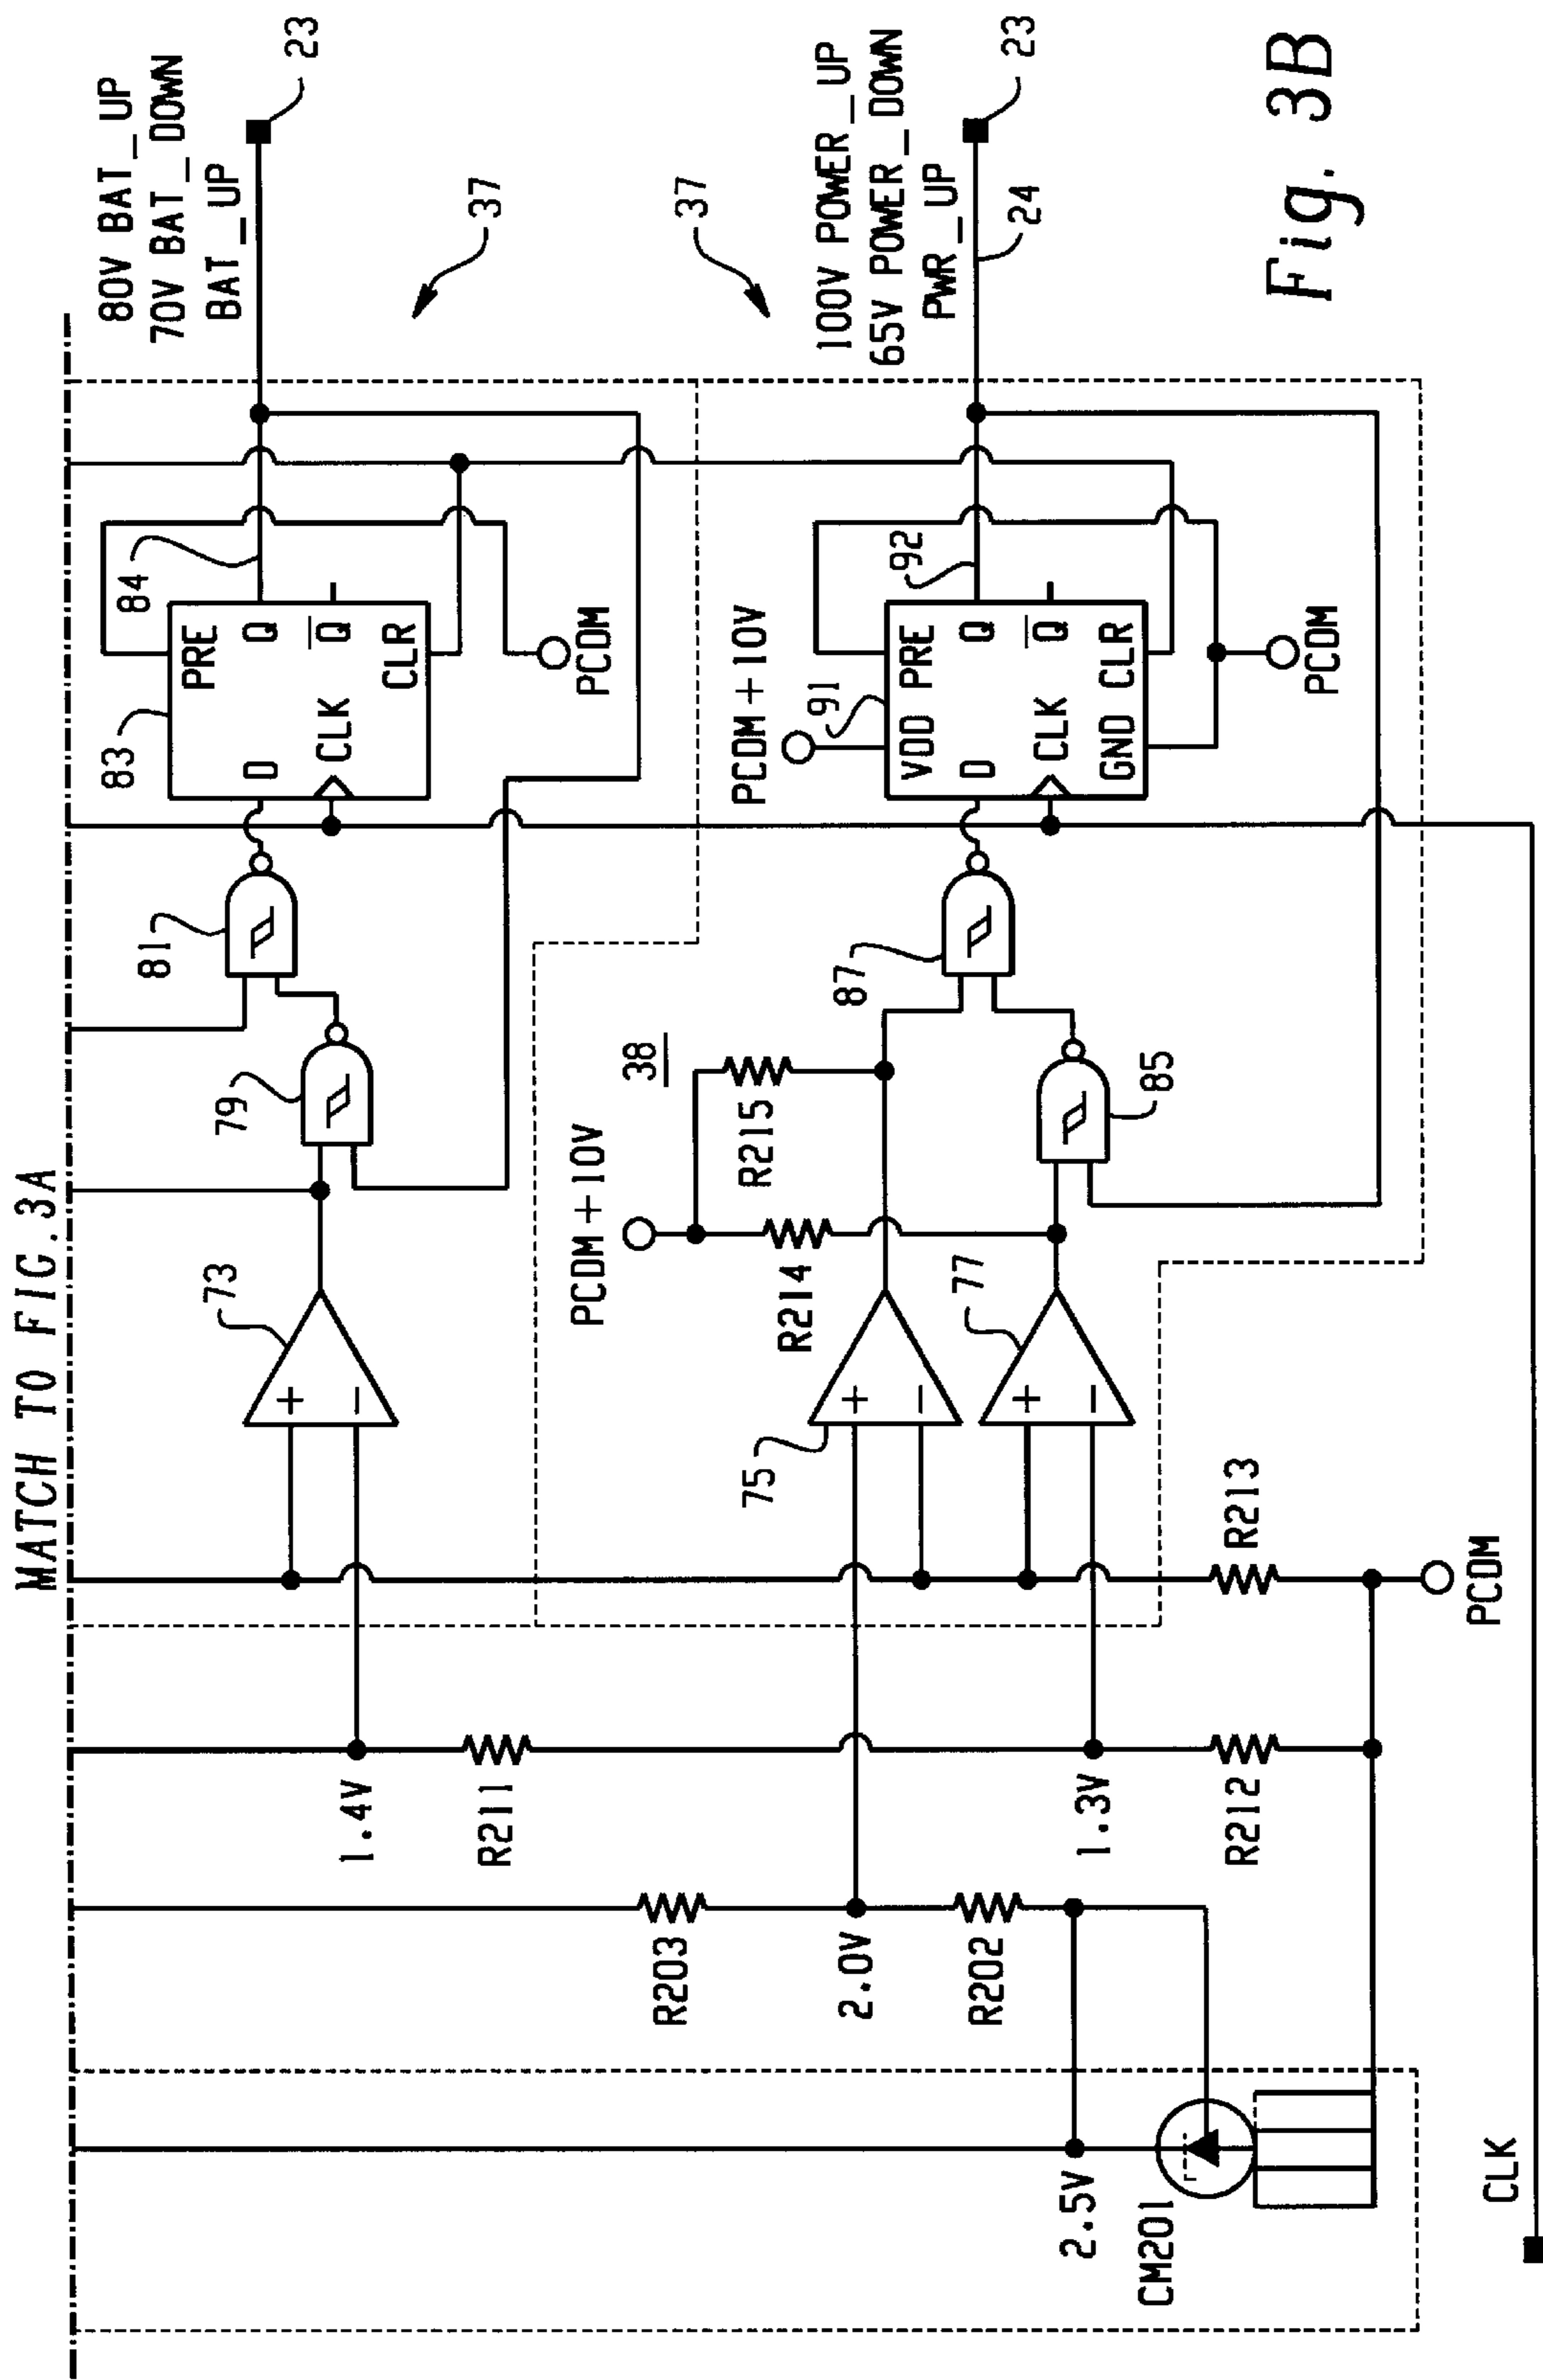 MATCH TO FIG. 3A
80V BAT_UP
70V BAT_DOWN
BAT_UP
23
37
84
83
PRE
D
Q
Q
CLK
CLR
PCDM
81
79
73
1.4V
R211
37
100V POWER_UP
65V POWER_DOWN
PWR_UP
23
24
92
PCDM+10V
91
VDD PRE
D
Q
CLK
Q
GND CLR
PCDM
87
38
R215
PCDM+10V
R214
85
75
77
R213
PCDM
1.3V
R212
R203
2.0V
R202
2.5V
CM201
CLK
Fig. 3B
+
−
+
−
+
−